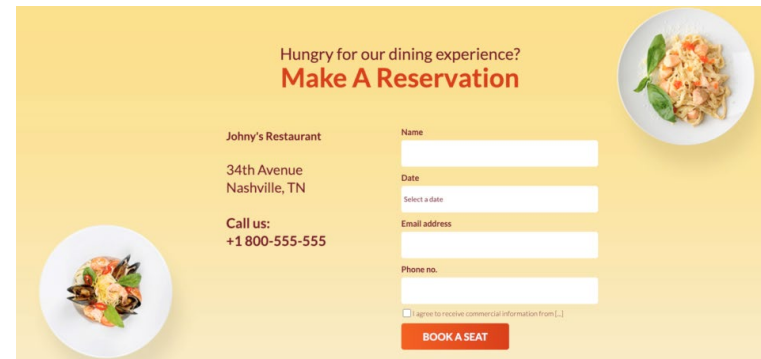 Hungry for our dining experience?
Make A Reservation
Johny's Restaurant
34th Avenue
Nashville, TN
Call us:
+1 800-555-555
Name
Date
Select a date
Email address
Phone no.
I agree to receive commercial information from [...]
BOOK A SEAT